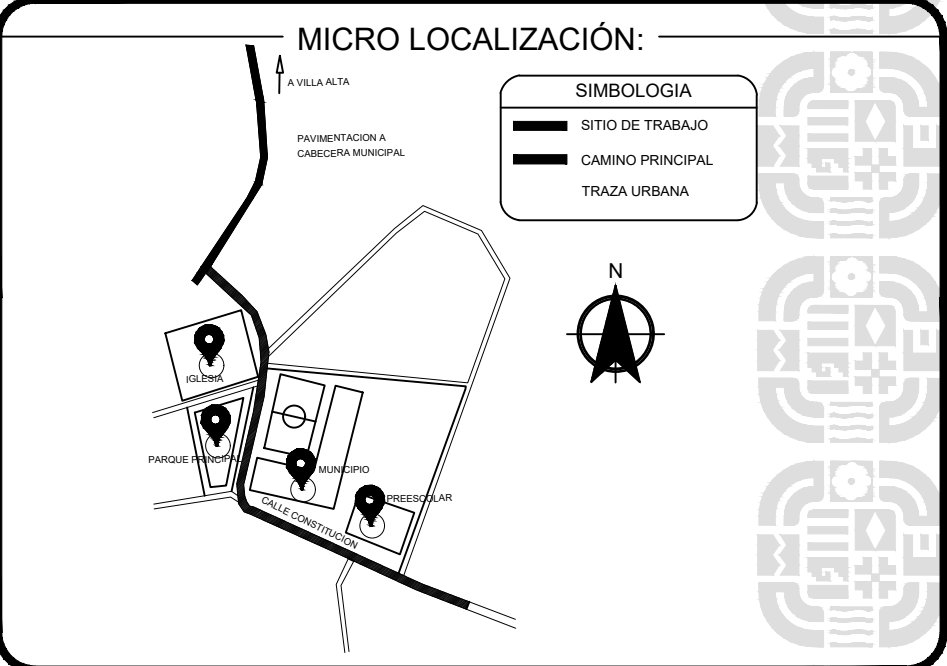 MICRO LOCALIZACIÓN:
A VILLA ALTA
PAVIMENTACION A
CABECERA MUNICIPAL
SIMBOLOGIA
SITIO DE TRABAJO
CAMINO PRINCIPAL
TRAZA URBANA
N
IGLESIA
PARQUE PRINCIPAL
MUNICIPIO
PREESCOLAR
CALLE CONSTITUCION